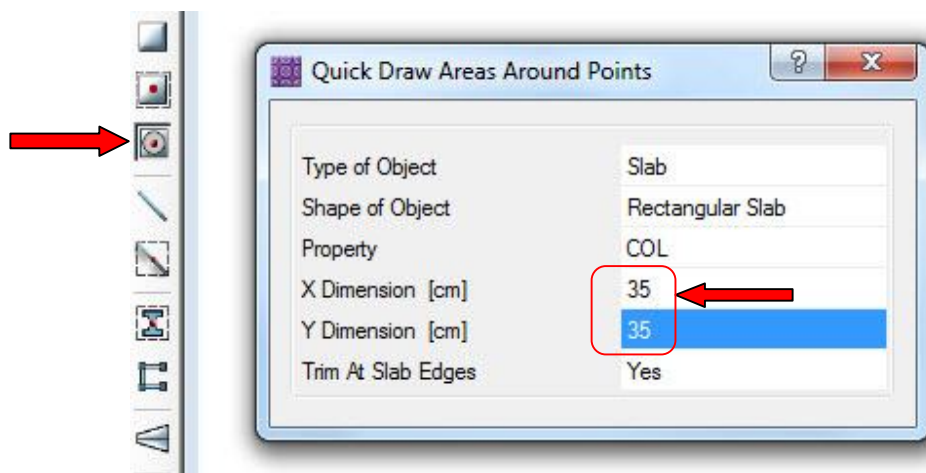 Quick Draw Areas Around Points
Type of Object Slab
Shape of Object Rectangular Slab
Property COL
X Dimension [cm] 35
Y Dimension [cm] 35
Trim At Slab Edges Yes